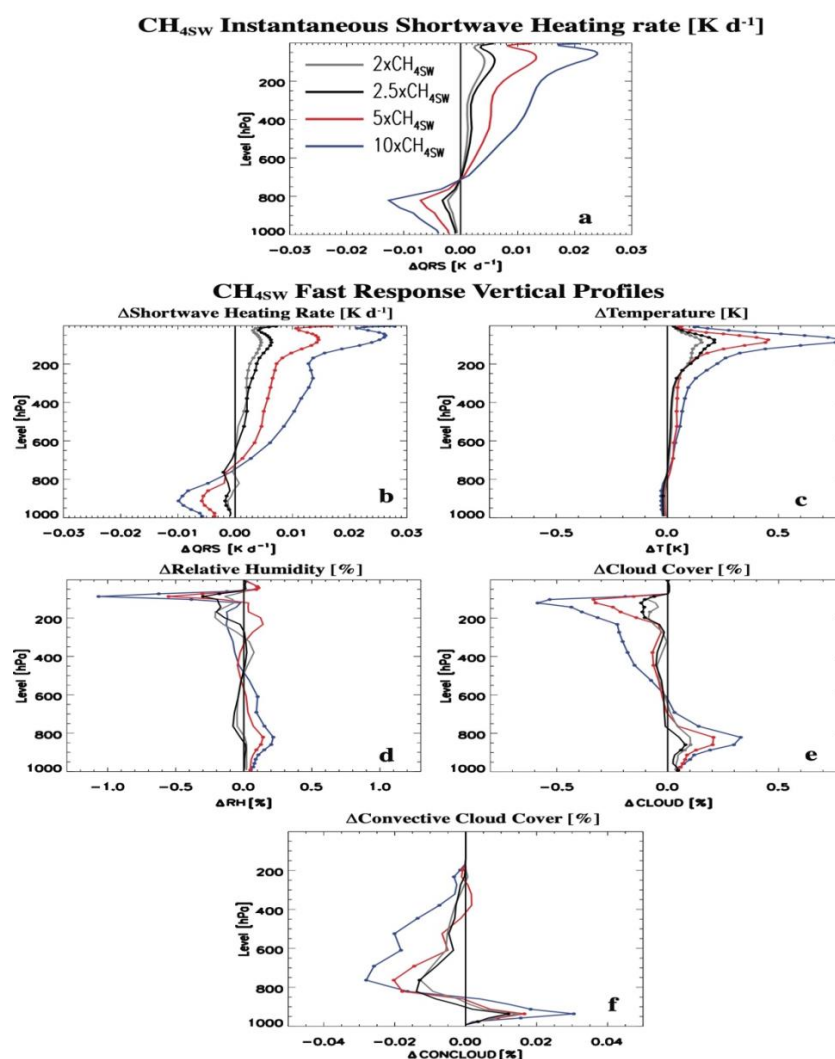 CH₄SW Instantaneous Shortwave Heating rate [K d⁻¹]
Level [hPa]
200
400
600
800
1000
2xCH₄SW
2.5xCH₄SW
5xCH₄SW
10xCH₄SW
a
-0.03 -0.02 -0.01 0.00 0.01 0.02 0.03
ΔQRS [K d⁻¹]
CH₄SW Fast Response Vertical Profiles
ΔShortwave Heating Rate [K d⁻¹]
Level [hPa]
200
400
600
800
1000
b
-0.03 -0.02 -0.01 0.00 0.01 0.02 0.03
ΔQRS [K d⁻¹]
ΔTemperature [K]
Level [hPa]
200
400
600
800
1000
c
-0.5 0.0 0.5
ΔT[K]
ΔRelative Humidity [%]
Level [hPa]
200
400
600
800
1000
d
-1.0 -0.5 0.0 0.5 1.0
ΔRH [%]
ΔCloud Cover [%]
Level [hPa]
200
400
600
800
1000
e
-0.5 0.0 0.5
ΔCLOUD [%]
ΔConvective Cloud Cover [%]
Level [hPa]
200
400
600
800
1000
f
-0.04 -0.02 0.00 0.02 0.04
ΔCONCLOUD [%]